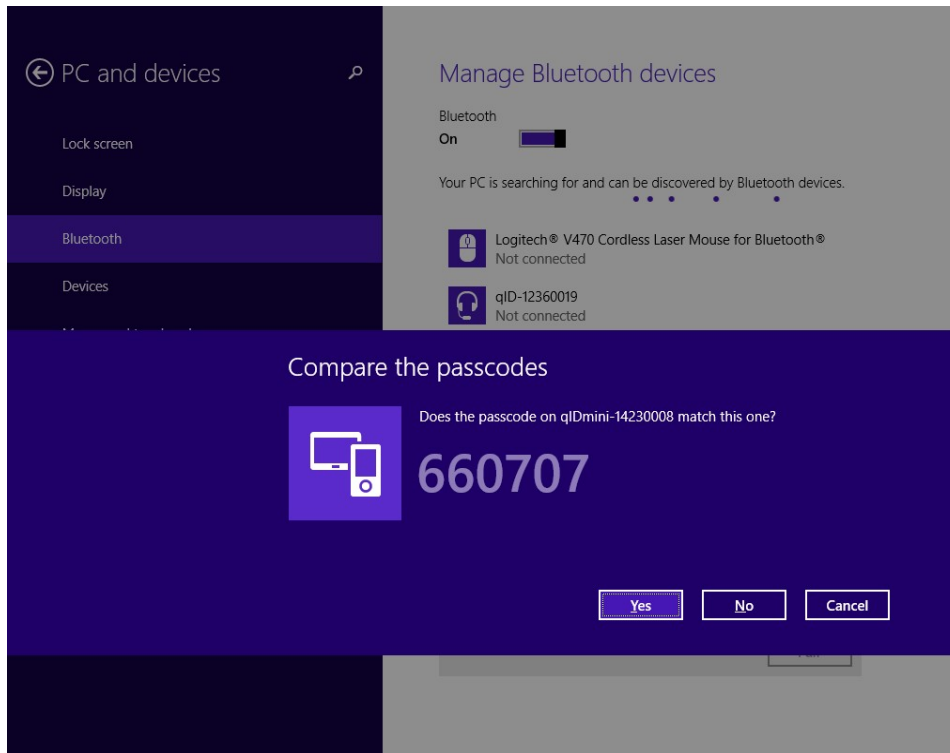 PC and devices
Lock screen
Display
Bluetooth
Devices
Manage Bluetooth devices
Bluetooth
On
Your PC is searching for and can be discovered by Bluetooth devices.
Logitech® V470 Cordless Laser Mouse for Bluetooth®
Not connected
qID-12360019
Not connected
Compare the passcodes
Does the passcode on qIDmini-14230008 match this one?
660707
Yes
No
Cancel